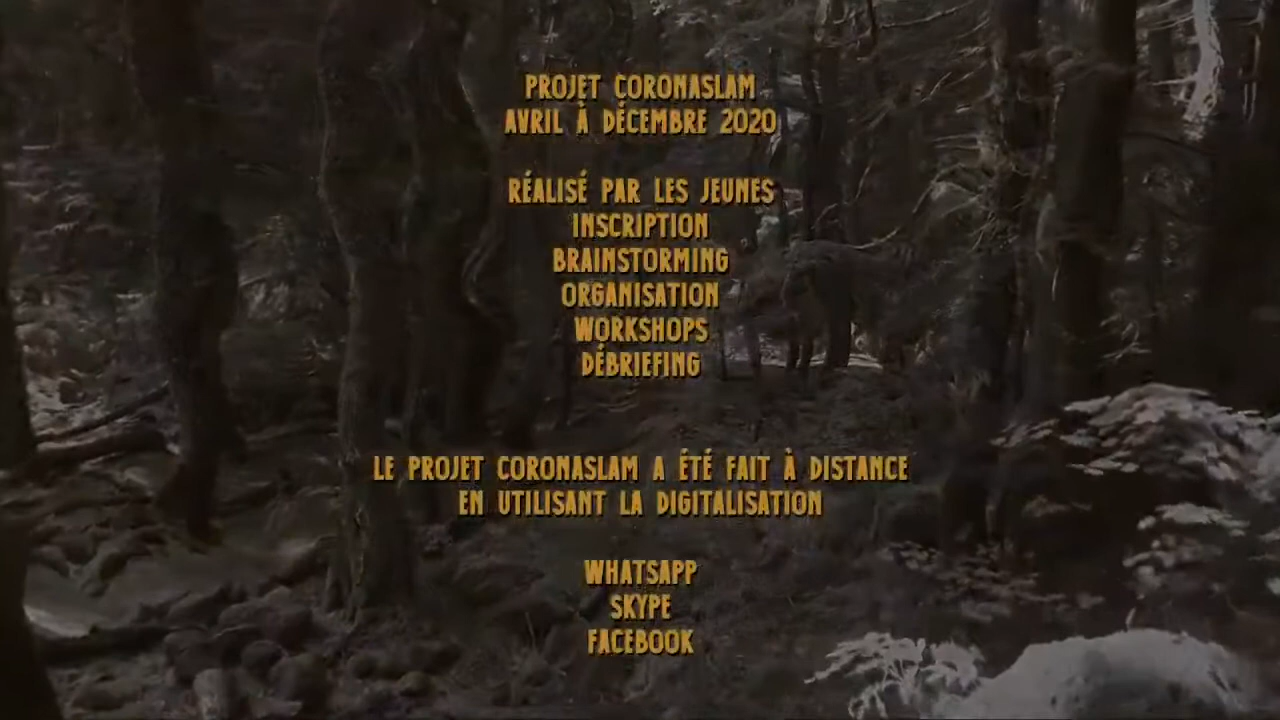 PROJET CORONASLAM
AVRIL À DÉCEMBRE 2020
RÉALISÉ PAR LES JEUNES
INSCRIPTION
BRAINSTORMING
ORGANISATION
WORKSHOPS
DÉBRIEFING
LE PROJET CORONASLAM A ÉTÉ FAIT À DISTANCE
EN UTILISANT LA DIGITALISATION
WHATSAPP
SKYPE
FACEBOOK